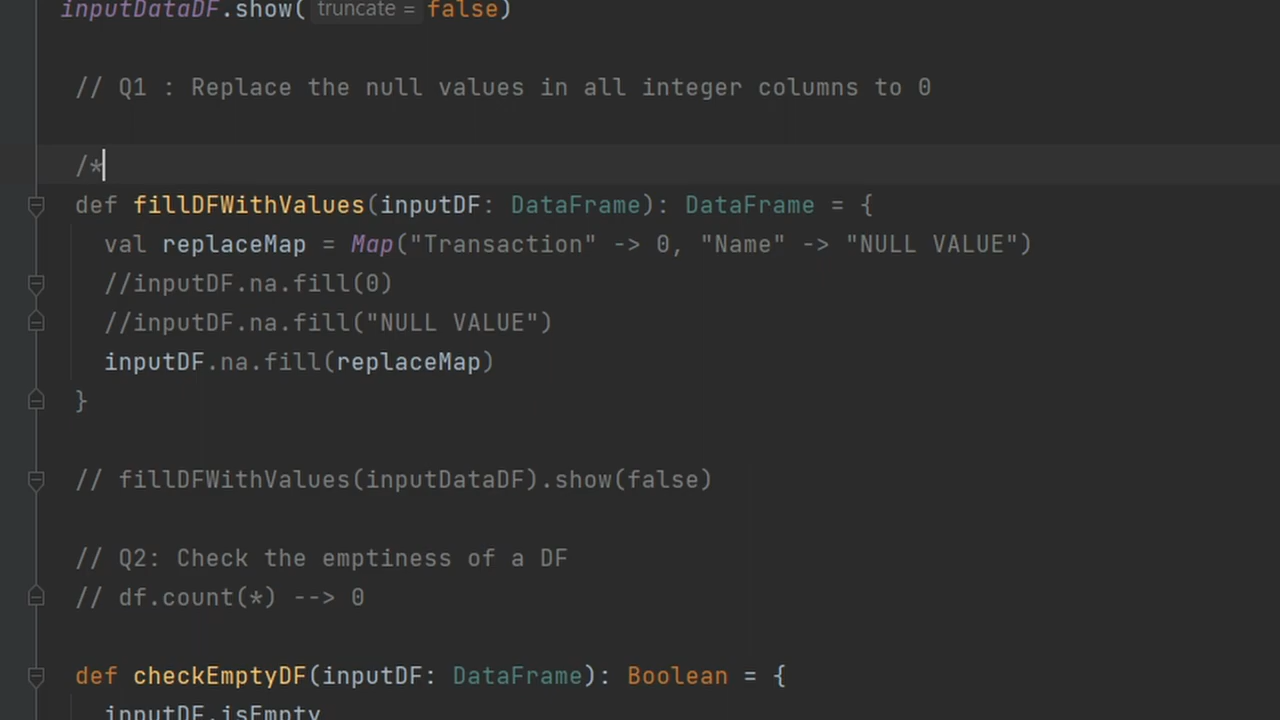 inputDataDF.show( truncate = false)
// Q1 : Replace the null values in all integer columns to 0
/*
def fillDFWithValues(inputDF: DataFrame): DataFrame = {
val replaceMap = Map("Transaction" -> 0, "Name" -> "NULL VALUE")
//inputDF.na.fill(0)
//inputDF.na.fill("NULL VALUE")
inputDF.na.fill(replaceMap)
}
// fillDFWithValues(inputDataDF).show(false)
// Q2: Check the emptiness of a DF
// df.count(*) --> 0
def checkEmptyDF(inputDF: DataFrame): Boolean = {
inputDF.isEmpty